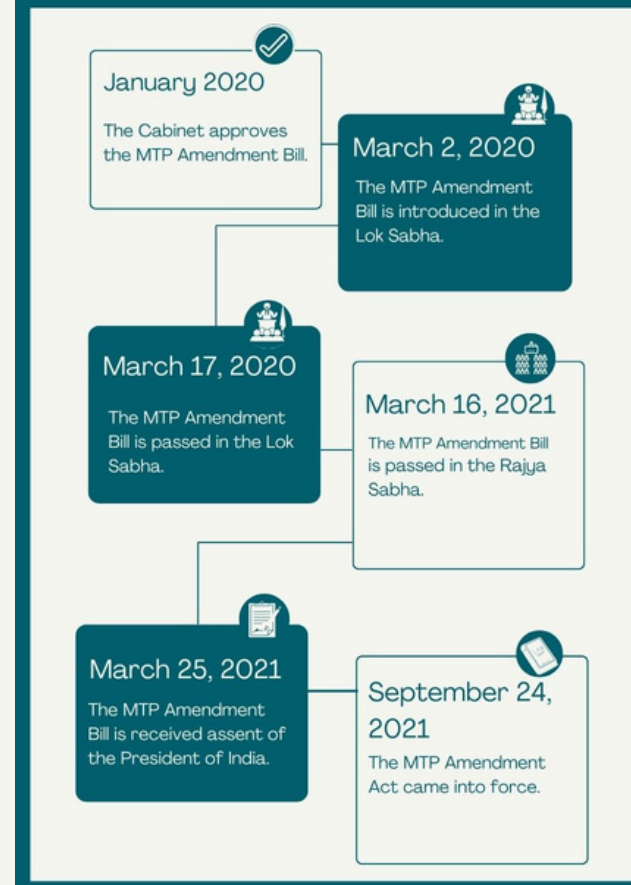 January 2020
The Cabinet approves
the MTP Amendment Bill.
March 2, 2020
The MTP Amendment
Bill is introduced in the
Lok Sabha.
March 17, 2020
The MTP Amendment
Bill is passed in the Lok
Sabha.
March 16, 2021
The MTP Amendment Bill
is passed in the Rajya
Sabha.
March 25, 2021
The MTP Amendment
Bill is received assent of
the President of India.
September 24,
2021
The MTP Amendment
Act came into force.